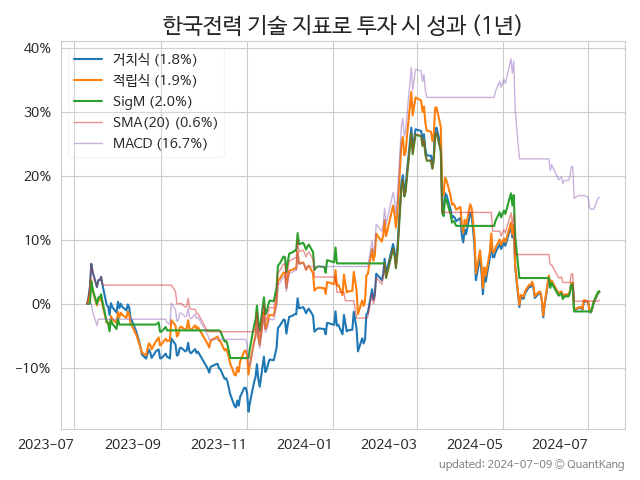 한국전력 기술 지표로 투자 시 성과 (1년)
40%
30%
20%
10%
0%
−10%
거치식 (1.8%)
적립식 (1.9%)
SigM (2.0%)
SMA(20) (0.6%)
MACD (16.7%)
2023-07 2023-09 2023-11 2024-01 2024-03 2024-05 2024-07
updated: 2024-07-09 © QuantKang